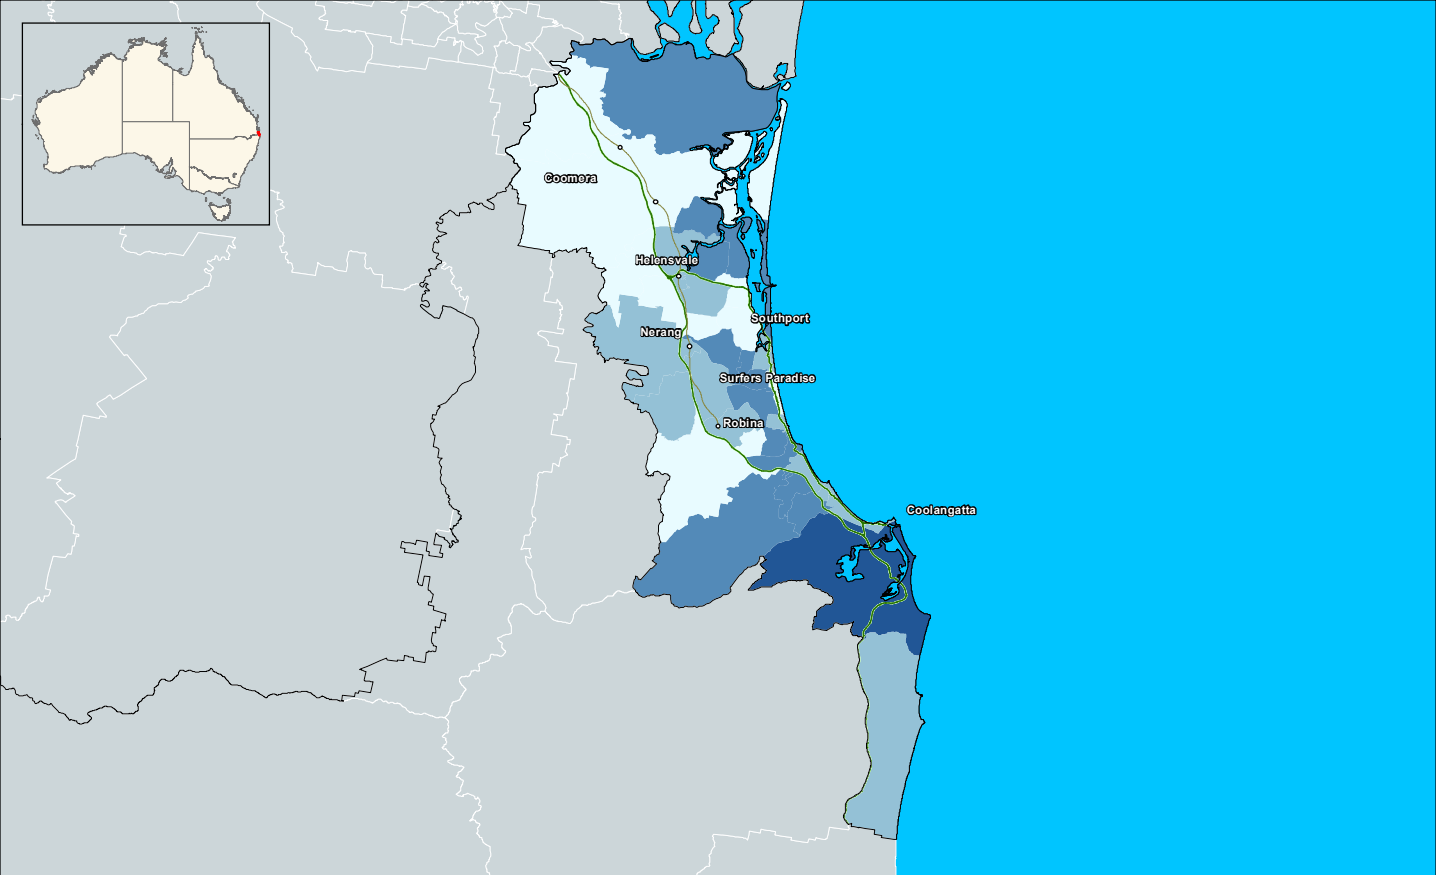 Coomera
Helensvale
Southport
Nerang
Surfers Paradise
Robina
Coolangatta